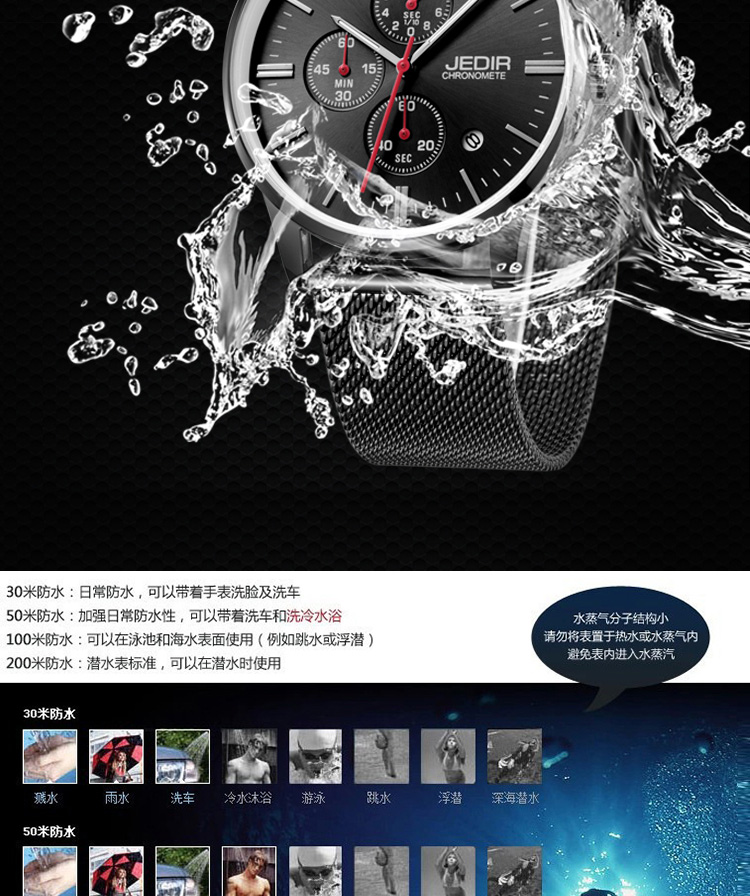 SEC
1/10
4 6
2 8
0
60
45 15
MIN
30
JEDIR
CHRONOMETE
60
40 20
SEC
30米防水：日常防水，可以带着手表洗脸及洗车
50米防水：加强日常防水性，可以带着洗车和洗冷水浴
100米防水：可以在泳池和海水表面使用（例如跳水或浮潜）
200米防水：潜水表标准，可以在潜水时使用
水蒸气分子结构小
请勿将表置于热水或水蒸气内
避免表内进入水蒸汽
30米防水
溅水 雨水 洗车 冷水沐浴 游泳 跳水 浮潜 深海潜水
50米防水